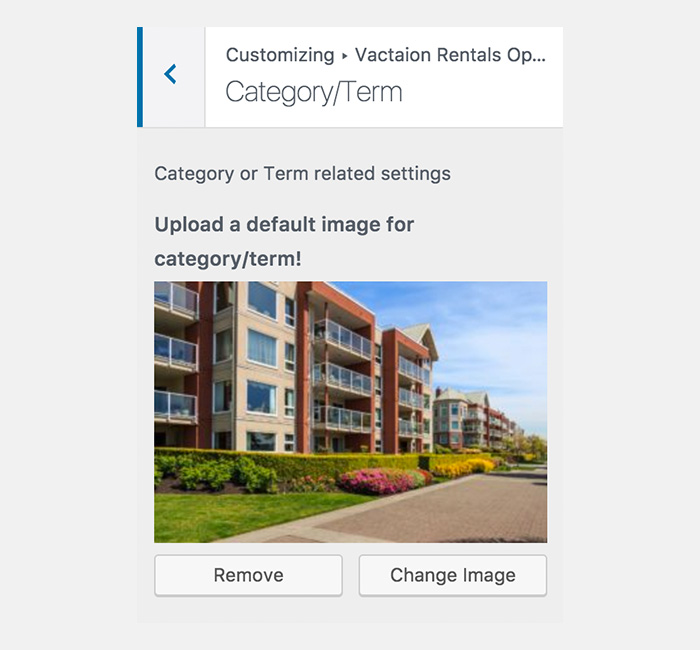 Customizing ▸ Vactaion Rentals Op...
Category/Term
Category or Term related settings
Upload a default image for
category/term!
Remove
Change Image